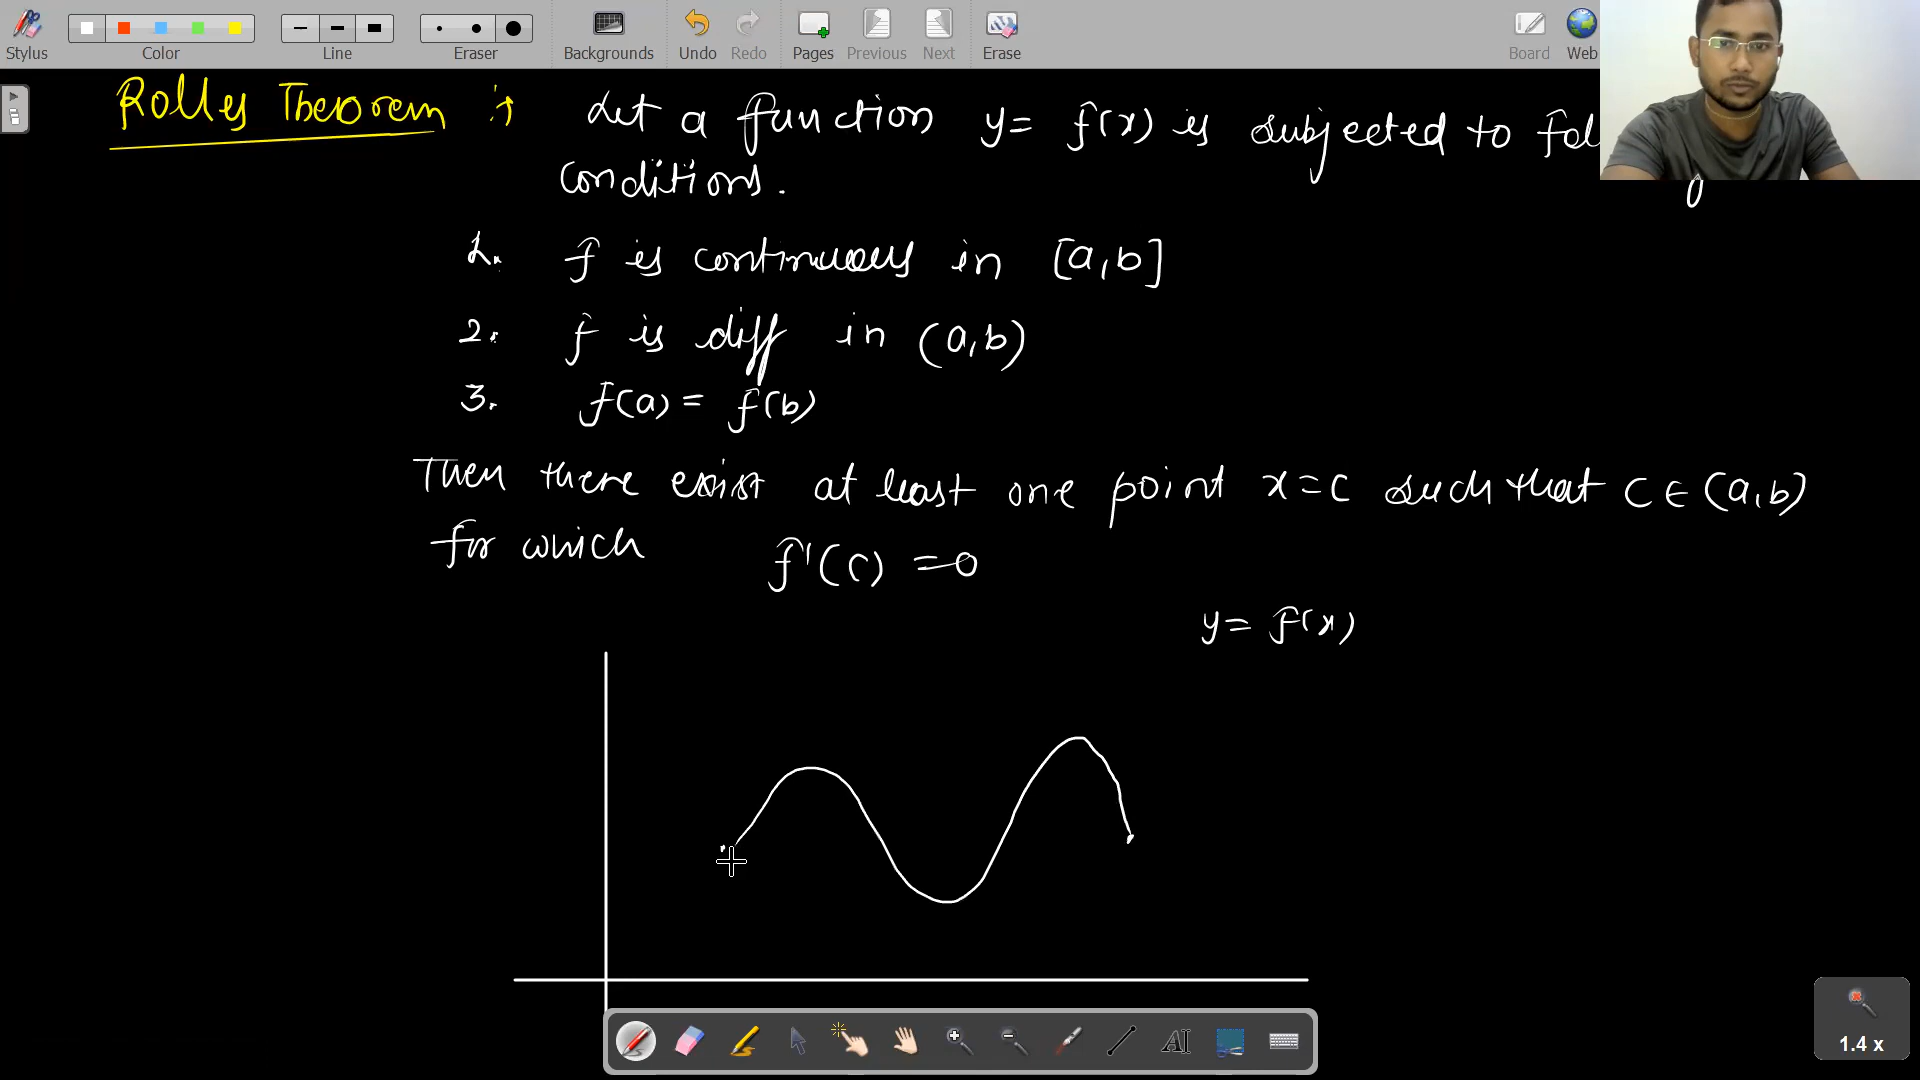 Stylus Color Line Eraser Backgrounds Undo Redo Pages Previous Next Erase Board Web
Rolles Theorem :→ Let a function y= f(x) is subjected to fol
conditions.
1. f is continuous in [a,b]
2. f is diff in (a,b)
3. f(a) = f(b)
Then there exist at least one point x=c such that c ∈ (a,b)
for which f'(c) =0
y= f(x)
1.4 x